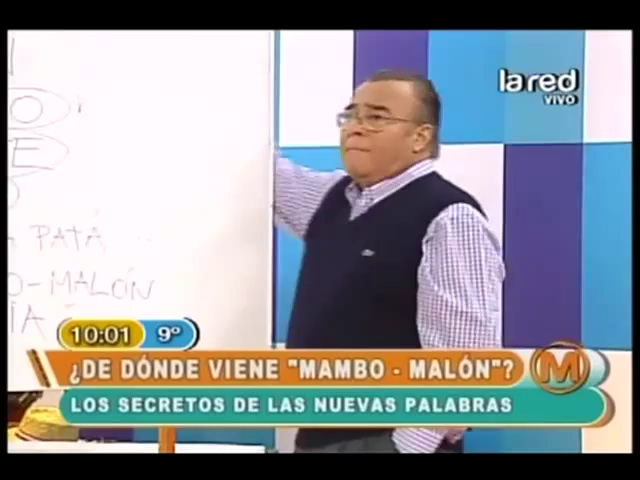 la red
VIVO
O
E
PATÁ
O-MALÓN
ÍA
10:01 9º
¿DE DÓNDE VIENE "MAMBO - MALÓN"? M
LOS SECRETOS DE LAS NUEVAS PALABRAS